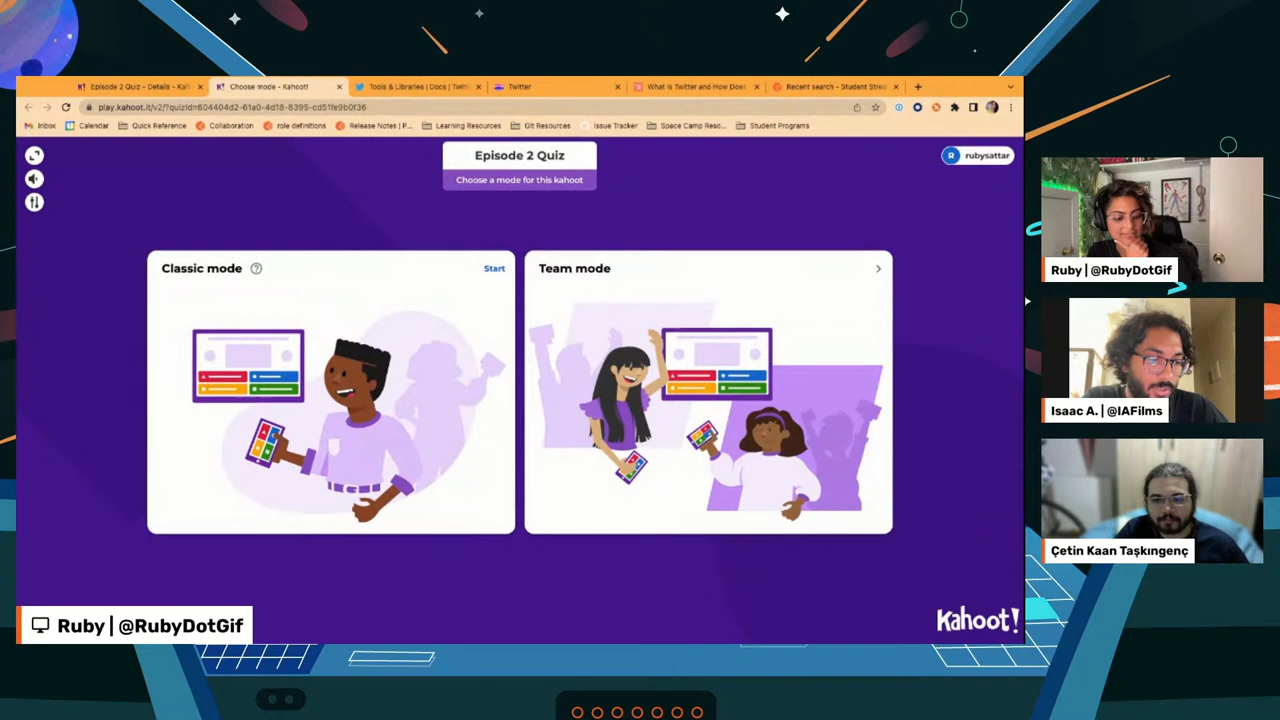 Episode 2 Quiz - Details - Kah
Choose mode - Kahoot!
Tools & Libraries | Docs | Twitt
Twitter
What is Twitter and How Does
Recent search - Student Strea
play.kahoot.it/v2/?quizId=604404d2-61a0-4d18-8395-cd51fe9b0f36
Inbox
Calendar
Quick Reference
Collaboration
role definitions
Release Notes | P...
Learning Resources
Git Resources
Issue Tracker
Space Camp Reso...
Student Programs
Episode 2 Quiz
Choose a mode for this kahoot
R rubysattar
Classic mode ?
Start
Team mode
Kahoot!
Ruby | @RubyDotGif
Ruby | @RubyDotGif
Isaac A. | @IAFilms
Çetin Kaan Taşkıngenç